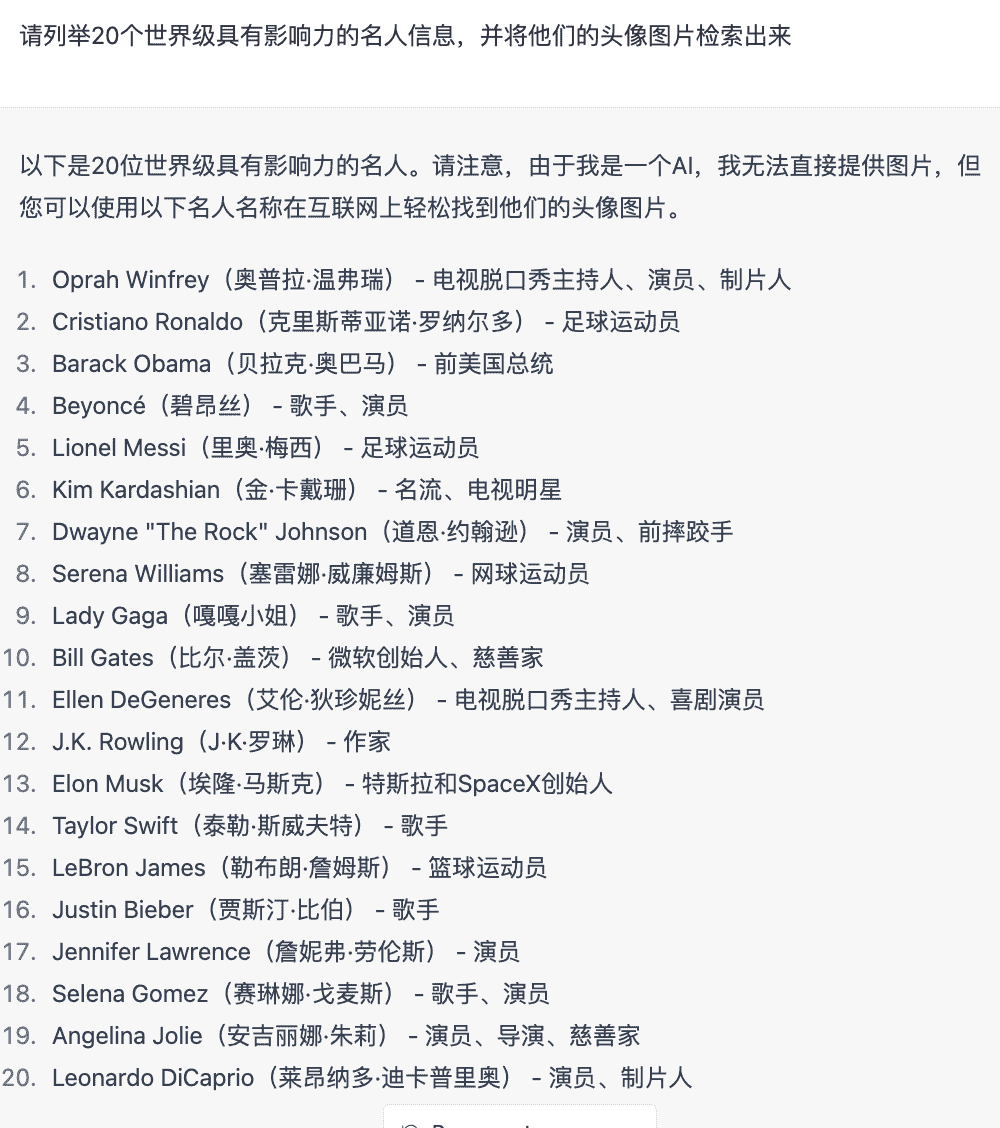 请列举20个世界级具有影响力的名人信息，并将他们的头像图片检索出来
以下是20位世界级具有影响力的名人。请注意，由于我是一个AI，我无法直接提供图片，但
您可以使用以下名人名称在互联网上轻松找到他们的头像图片。
1. Oprah Winfrey（奥普拉·温弗瑞） - 电视脱口秀主持人、演员、制片人
2. Cristiano Ronaldo（克里斯蒂亚诺·罗纳尔多） - 足球运动员
3. Barack Obama（贝拉克·奥巴马） - 前美国总统
4. Beyoncé（碧昂丝） - 歌手、演员
5. Lionel Messi（里奥·梅西） - 足球运动员
6. Kim Kardashian（金·卡戴珊） - 名流、电视明星
7. Dwayne "The Rock" Johnson（道恩·约翰逊） - 演员、前摔跤手
8. Serena Williams（塞雷娜·威廉姆斯） - 网球运动员
9. Lady Gaga（嘎嘎小姐） - 歌手、演员
10. Bill Gates（比尔·盖茨） - 微软创始人、慈善家
11. Ellen DeGeneres（艾伦·狄珍妮丝） - 电视脱口秀主持人、喜剧演员
12. J.K. Rowling（J·K·罗琳） - 作家
13. Elon Musk（埃隆·马斯克） - 特斯拉和SpaceX创始人
14. Taylor Swift（泰勒·斯威夫特） - 歌手
15. LeBron James（勒布朗·詹姆斯） - 篮球运动员
16. Justin Bieber（贾斯汀·比伯） - 歌手
17. Jennifer Lawrence（詹妮弗·劳伦斯） - 演员
18. Selena Gomez（赛琳娜·戈麦斯） - 歌手、演员
19. Angelina Jolie（安吉丽娜·朱莉） - 演员、导演、慈善家
20. Leonardo DiCaprio（莱昂纳多·迪卡普里奥） - 演员、制片人